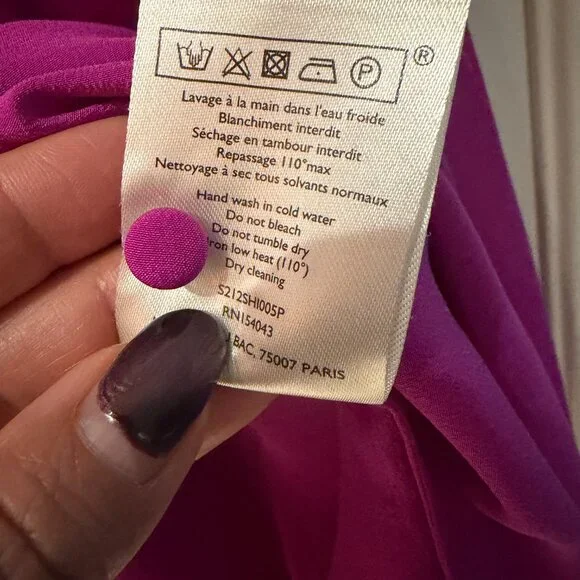 ®
P
Lavage à la main dans l'eau froide
Blanchiment interdit
Séchage en tambour interdit
Repassage 110°max
Nettoyage à sec tous solvants normaux
Hand wash in cold water
Do not bleach
Do not tumble dry
Iron low heat (110°)
Dry cleaning
S212SHI005P
RN154043
BAC, 75007 PARIS